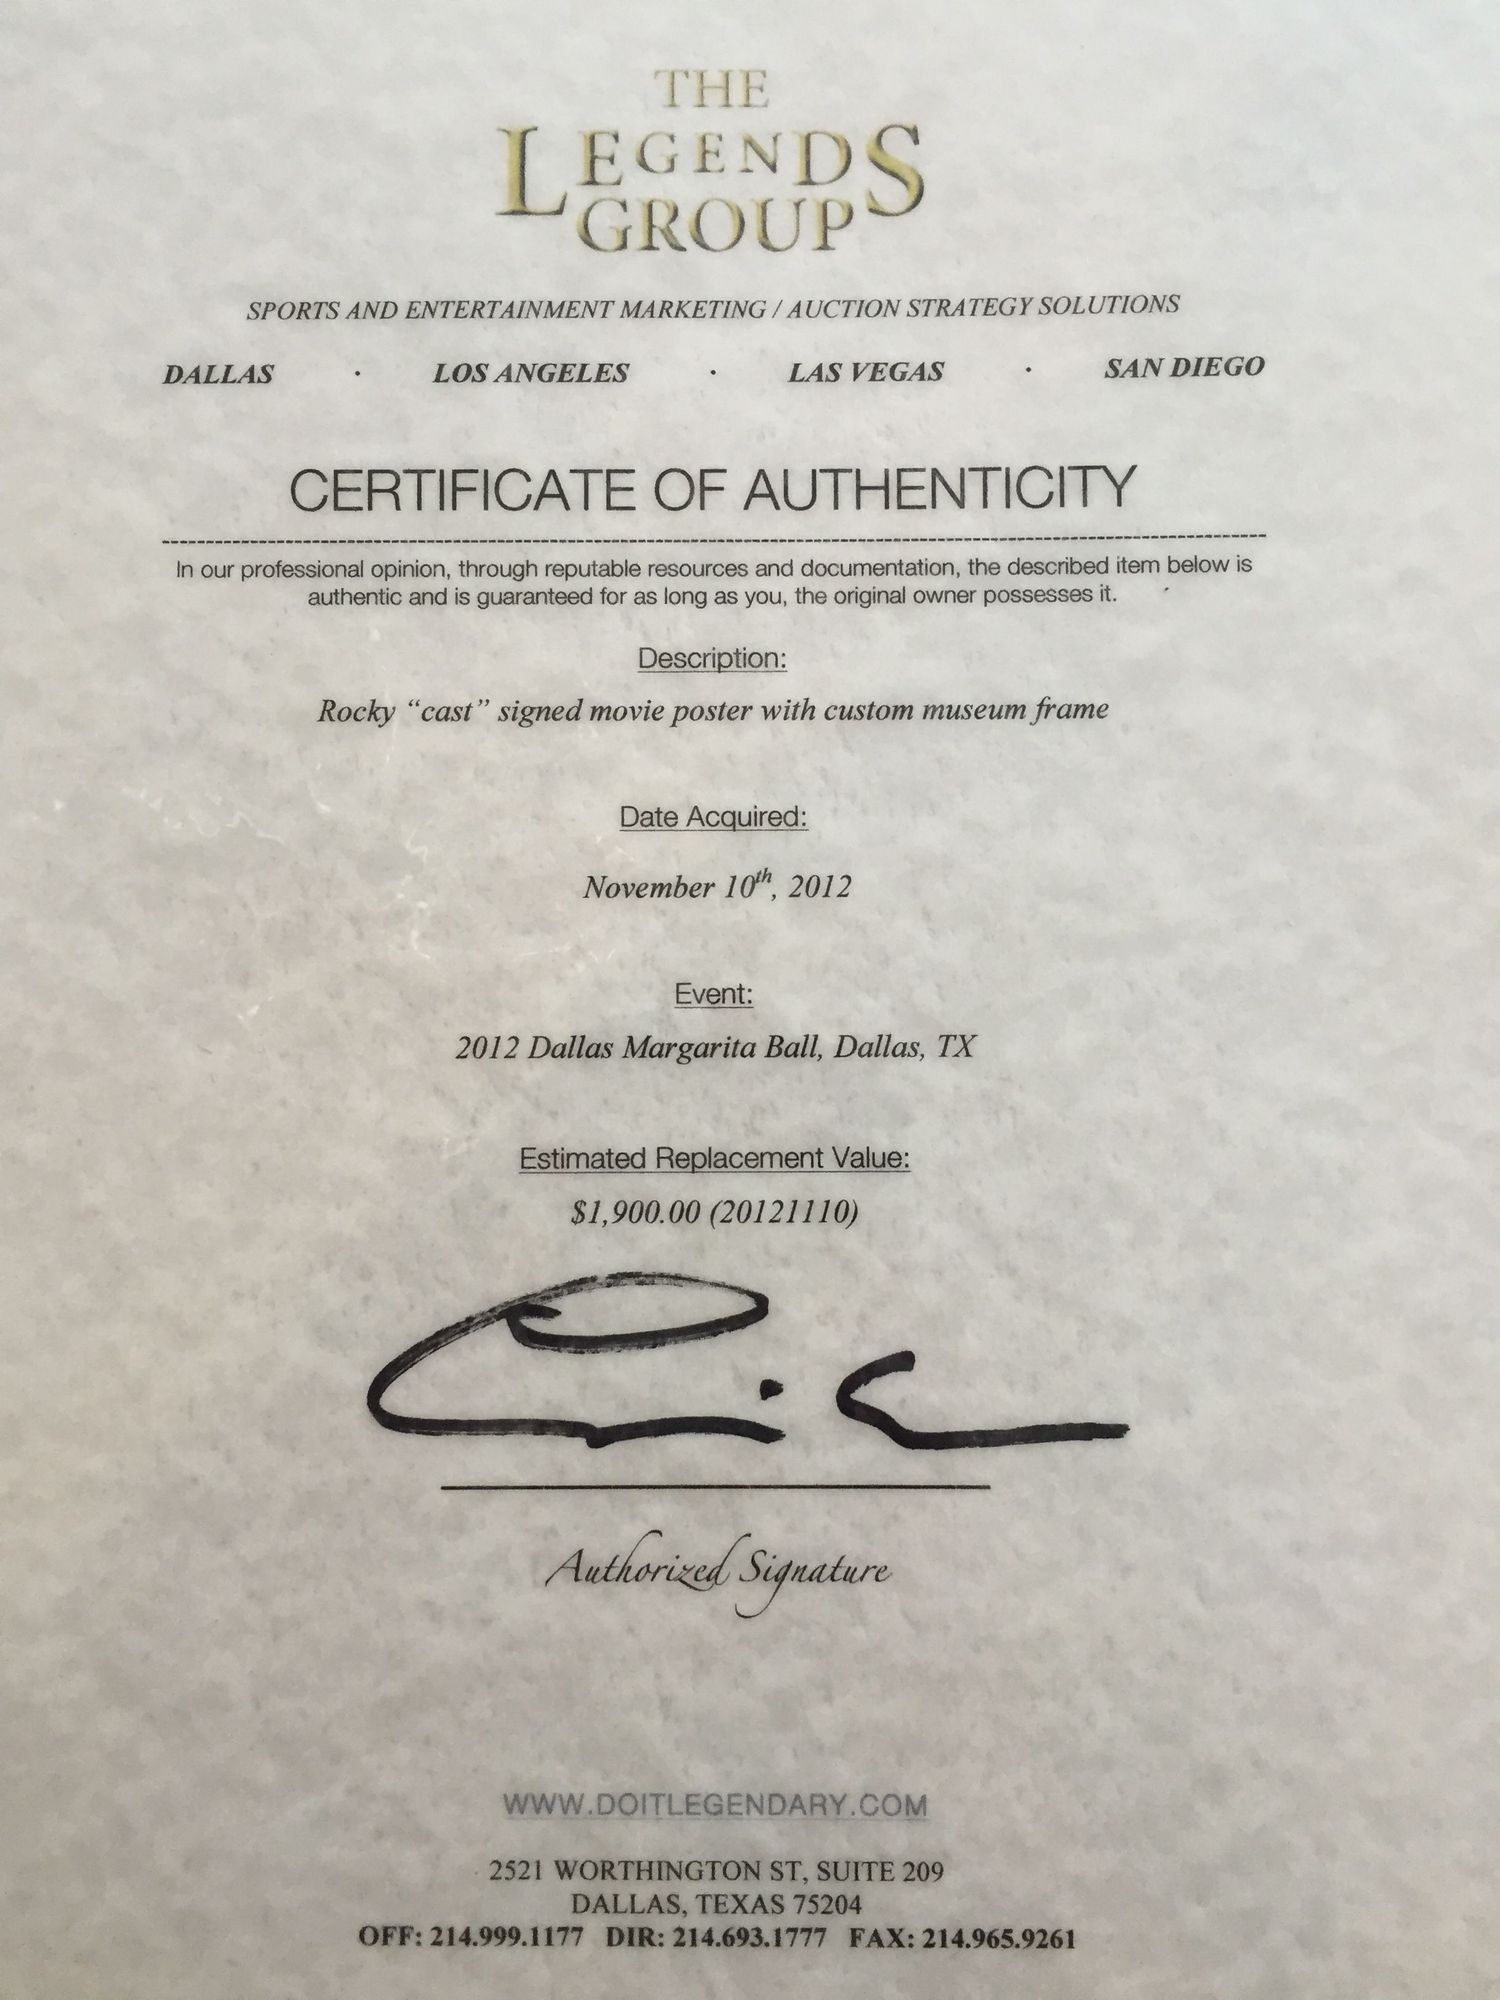 THE
LEGENDS
GROUP
SPORTS AND ENTERTAINMENT MARKETING / AUCTION STRATEGY SOLUTIONS
DALLAS · LOS ANGELES · LAS VEGAS · SAN DIEGO
CERTIFICATE OF AUTHENTICITY
In our professional opinion, through reputable resources and documentation, the described item below is
authentic and is guaranteed for as long as you, the original owner possesses it.
Description:
Rocky “cast” signed movie poster with custom museum frame
Date Acquired:
November 10th, 2012
Event:
2012 Dallas Margarita Ball, Dallas, TX
Estimated Replacement Value:
$1,900.00 (20121110)
Authorized Signature
WWW.DOITLEGENDARY.COM
2521 WORTHINGTON ST, SUITE 209
DALLAS, TEXAS 75204
OFF: 214.999.1177 DIR: 214.693.1777 FAX: 214.965.9261